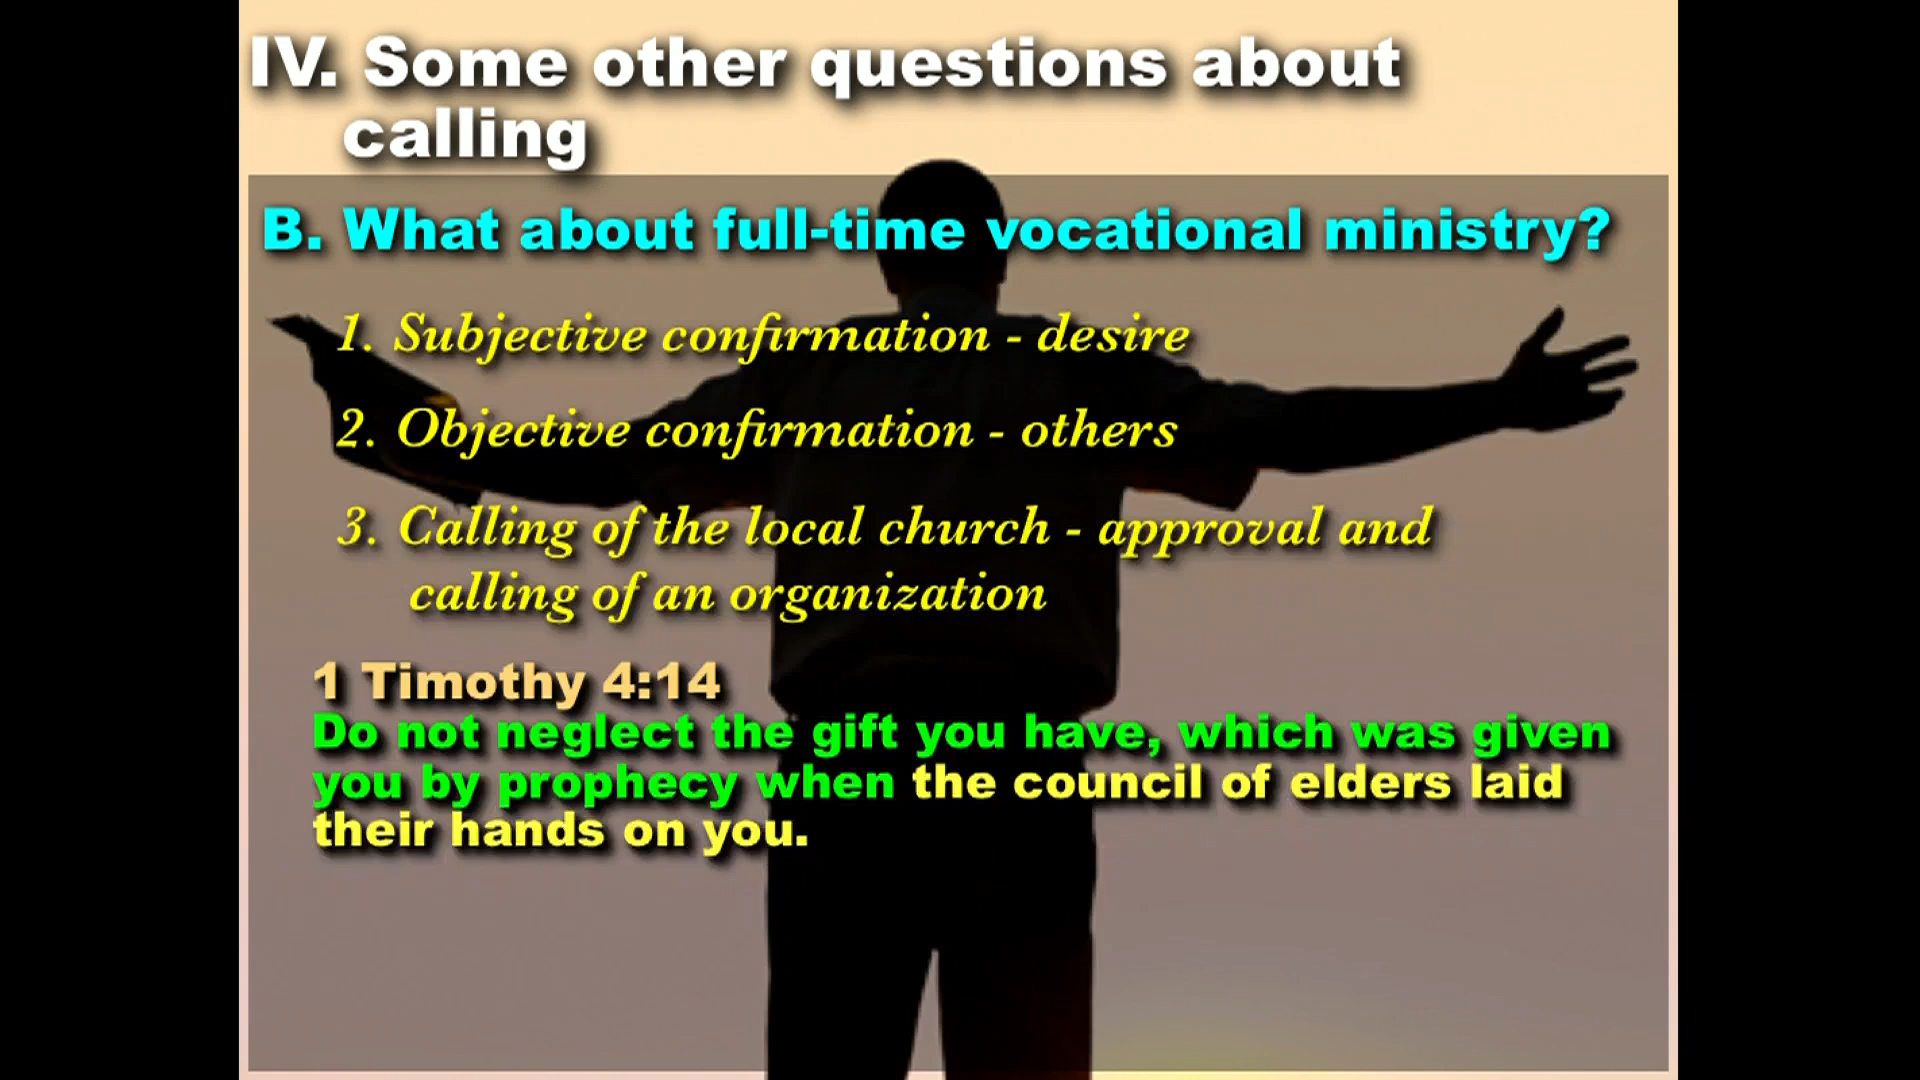 IV. Some other questions about
calling
B. What about full-time vocational ministry?
1. Subjective confirmation - desire
2. Objective confirmation - others
3. Calling of the local church - approval and
calling of an organization
1 Timothy 4:14
Do not neglect the gift you have, which was given
you by prophecy when the council of elders laid
their hands on you.